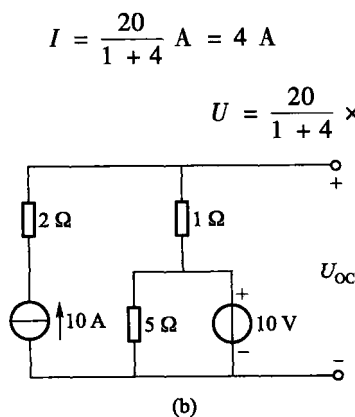 I = 20/(1 + 4) A = 4 A
U = 20/(1 + 4) ×
+
2 Ω
1 Ω
U_OC
10 A
5 Ω
+
10 V
−
−
(b)